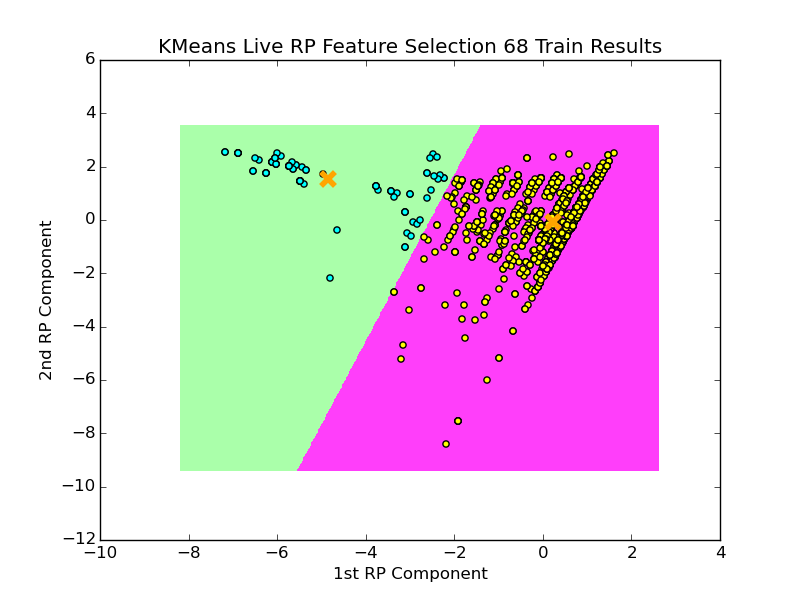 KMeans Live RP Feature Selection 68 Train Results
6
4
2
0
−2
−4
−6
−8
−10
−12
2nd RP Component
−10 −8 −6 −4 −2 0 2 4
1st RP Component